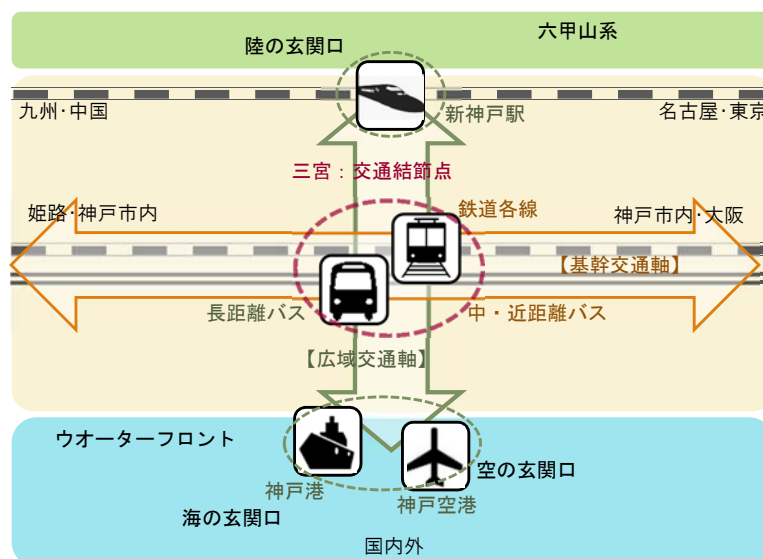 六甲山系
陸の玄関口
九州･中国
新神戸駅
名古屋･東京
三宮：交通結節点
姫路･神戸市内
鉄道各線
神戸市内･大阪
【基幹交通軸】
長距離バス
中・近距離バス
【広域交通軸】
ウオーターフロント
空の玄関口
神戸港
神戸空港
海の玄関口
国内外